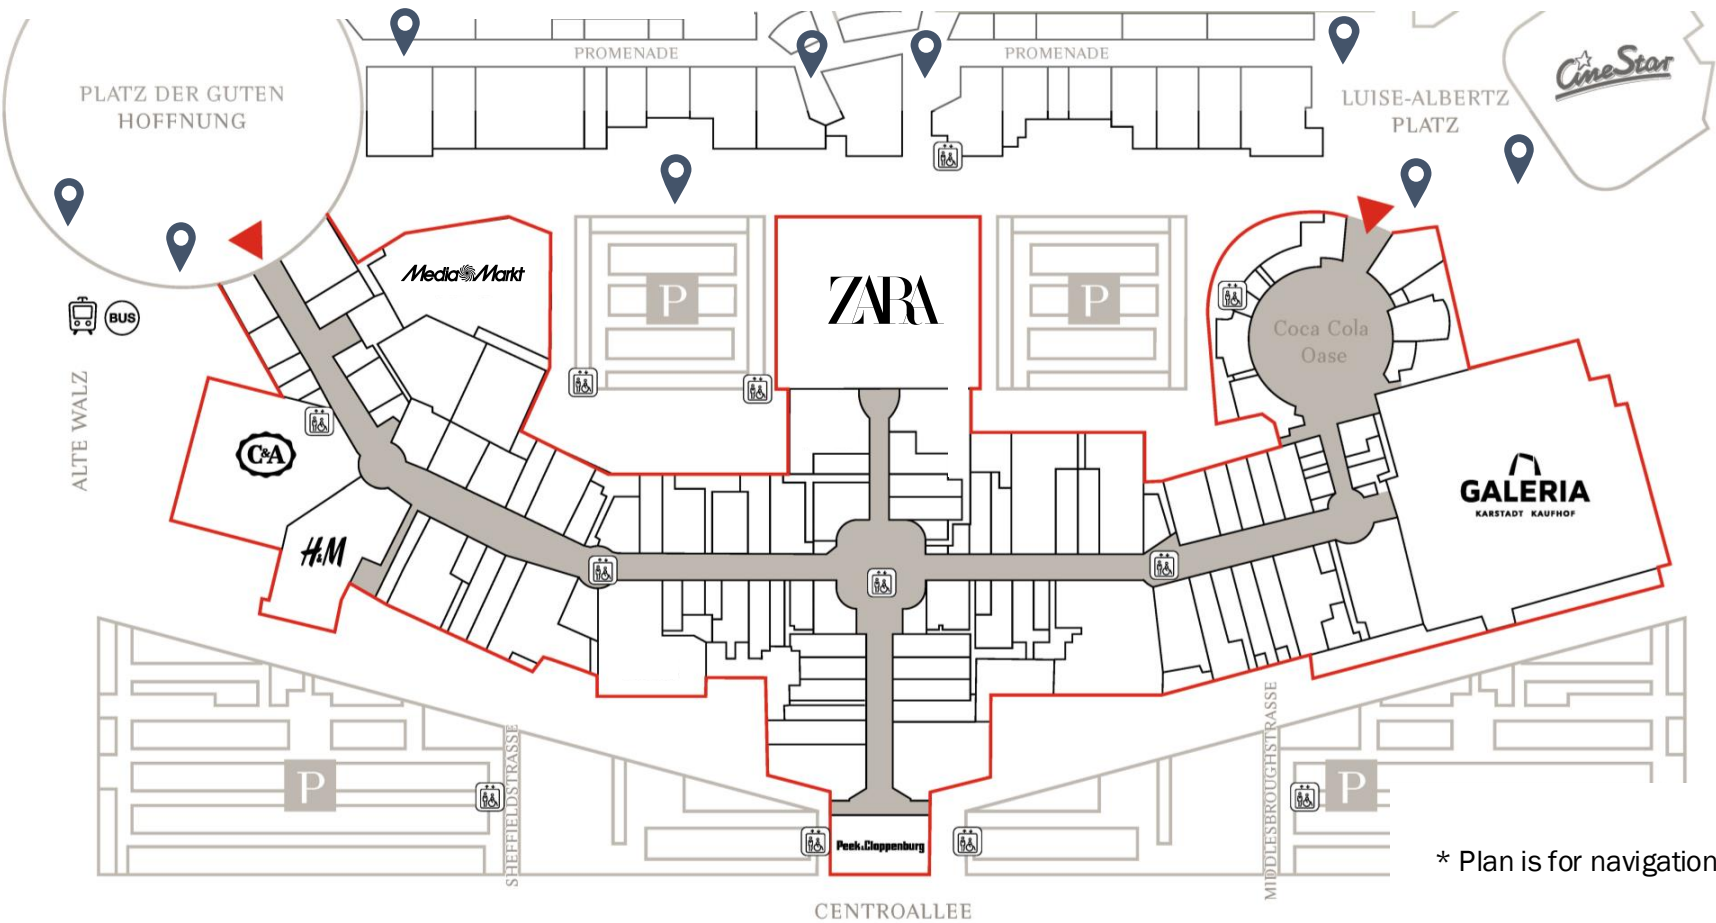 PROMENADE
PROMENADE
CineStar
PLATZ DER GUTEN
HOFFNUNG
LUISE-ALBERTZ
PLATZ
MediaMarkt
P
ZARA
P
BUS
Coca Cola
Oase
ALTE WALZ
C&A
H&M
GALERIA
KARSTADT KAUFHOF
P
SHEFFIELDSTRASSE
MIDDLESBROUGHSTRASSE
P
Peek&Cloppenburg
* Plan is for navigation
CENTROALLEE